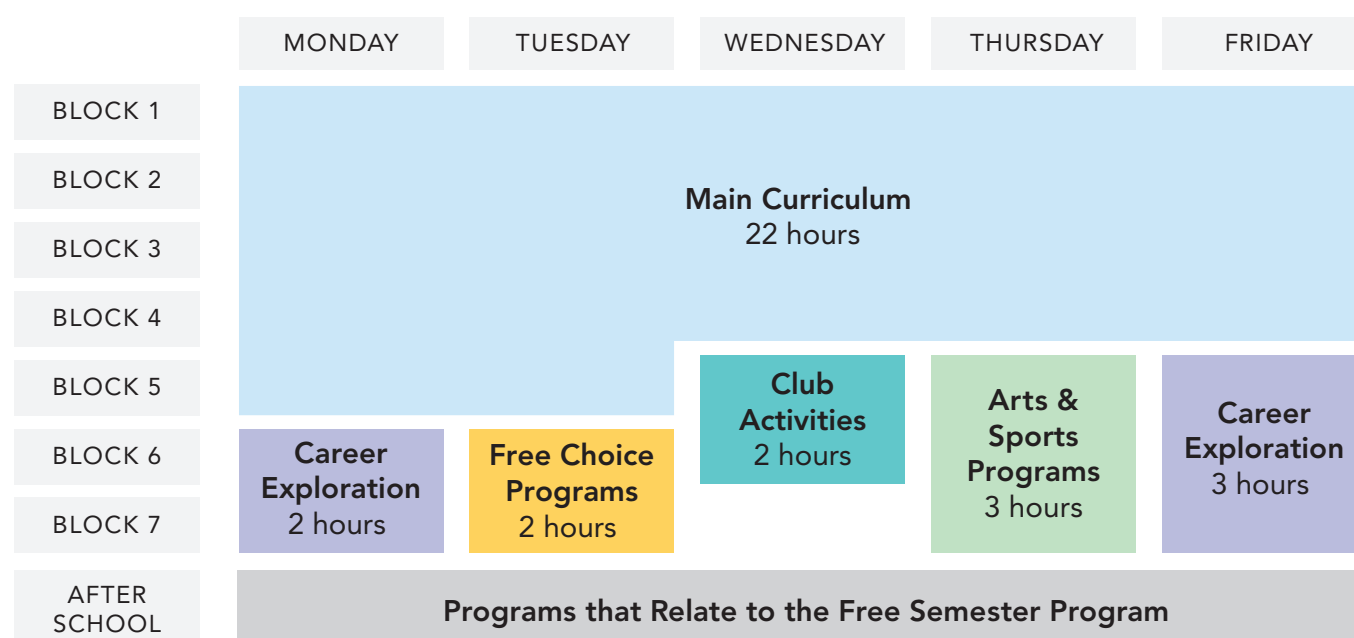 MONDAY
TUESDAY
WEDNESDAY
THURSDAY
FRIDAY
BLOCK 1
BLOCK 2
BLOCK 3
BLOCK 4
BLOCK 5
BLOCK 6
BLOCK 7
AFTER
SCHOOL
Main Curriculum
22 hours
Career
Exploration
2 hours
Free Choice
Programs
2 hours
Club
Activities
2 hours
Arts &
Sports
Programs
3 hours
Career
Exploration
3 hours
Programs that Relate to the Free Semester Program